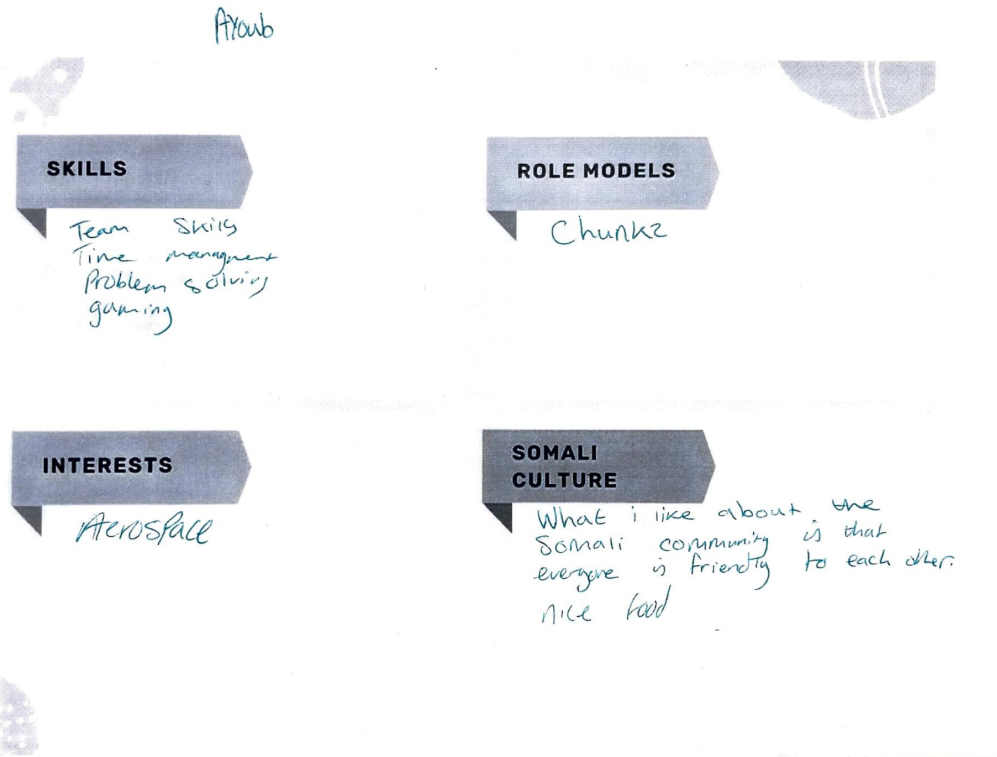 Ayoub
SKILLS
Team Skills
Time managment
Problem solving
gaming
ROLE MODELS
Chunkz
INTERESTS
Aerospace
SOMALI
CULTURE
What i like about the
Somali community is that
everyone is friendly to each other.
nice food